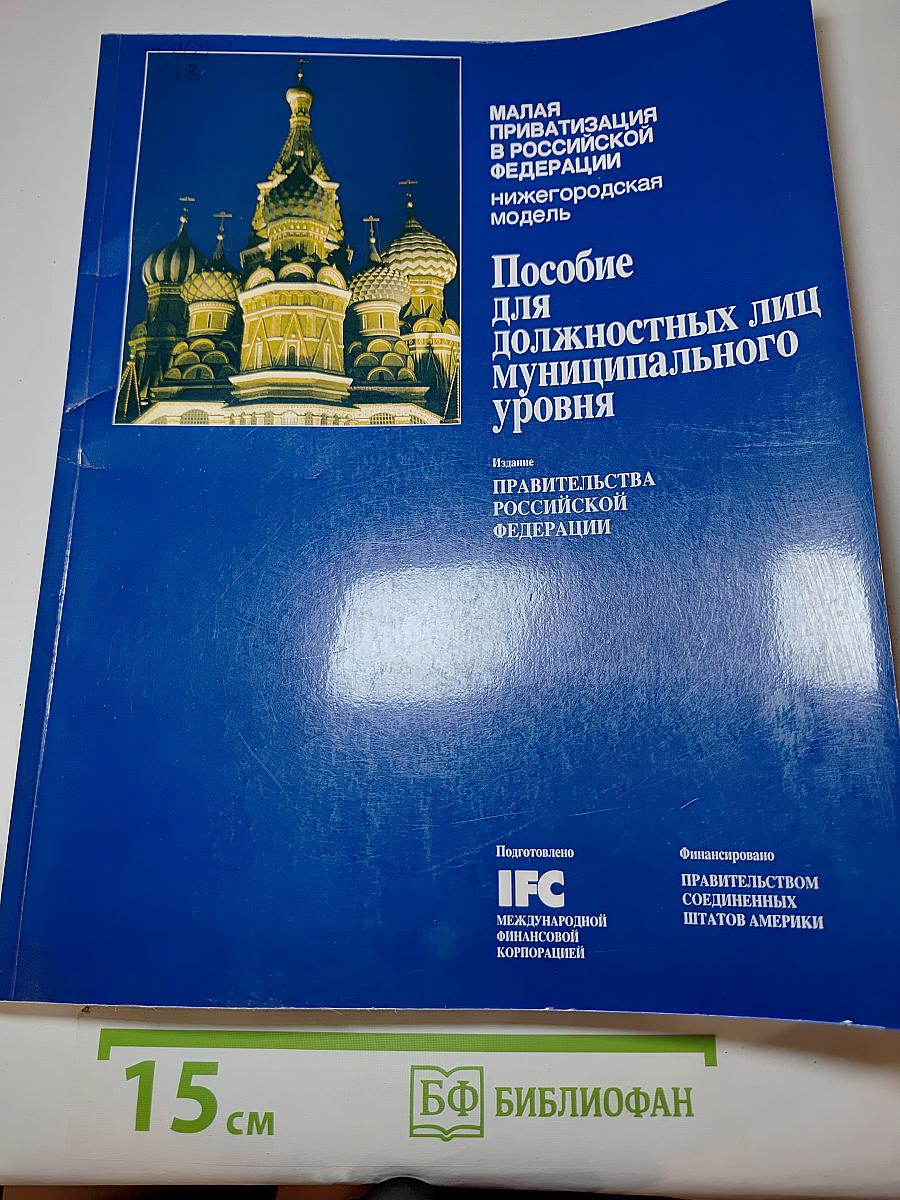 МАЛАЯ
ПРИВАТИЗАЦИЯ
В РОССИЙСКОЙ
ФЕДЕРАЦИИ
НИЖЕГОРОДСКАЯ
МОДЕЛЬ
Пособие
для
должностных лиц
муниципального
уровня
Издание
ПРАВИТЕЛЬСТВА
РОССИЙСКОЙ
ФЕДЕРАЦИИ
Подготовлено
IFC
МЕЖДУНАРОДНОЙ
ФИНАНСОВОЙ
КОРПОРАЦИЕЙ
Финансировано
ПРАВИТЕЛЬСТВОМ
СОЕДИНЕННЫХ
ШТАТОВ АМЕРИКИ
15 см
БФ БИБЛИОФАН